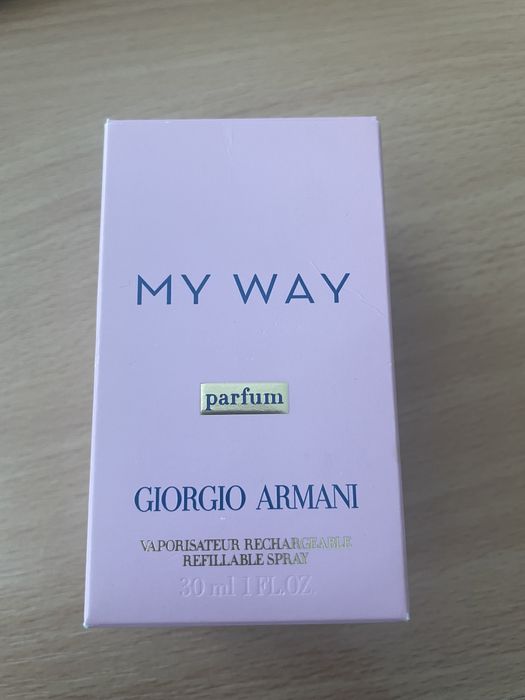 MY WAY
parfum
GIORGIO ARMANI
VAPORISATEUR RECHARGEABLE
REFILLABLE SPRAY
30 ml 1 FL.OZ.